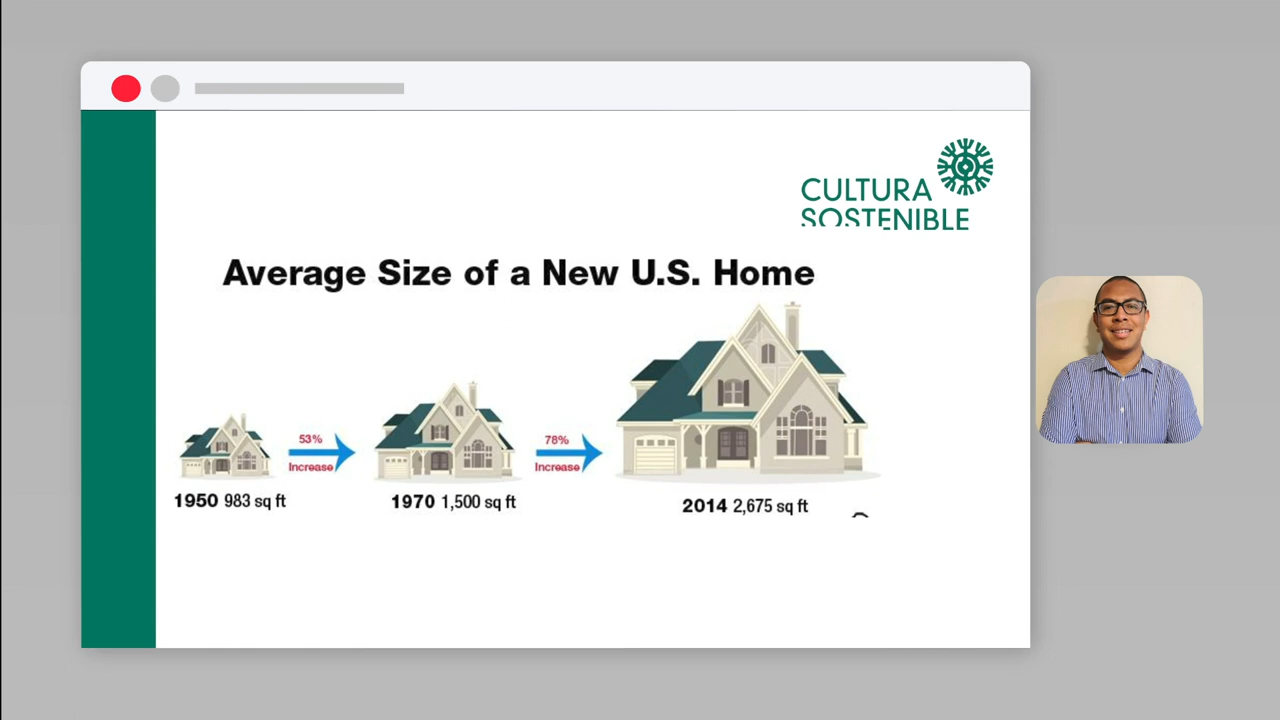 CULTURA
SOSTENIBLE
Average Size of a New U.S. Home
53%
Increase
78%
Increase
1950 983 sq ft
1970 1,500 sq ft
2014 2,675 sq ft